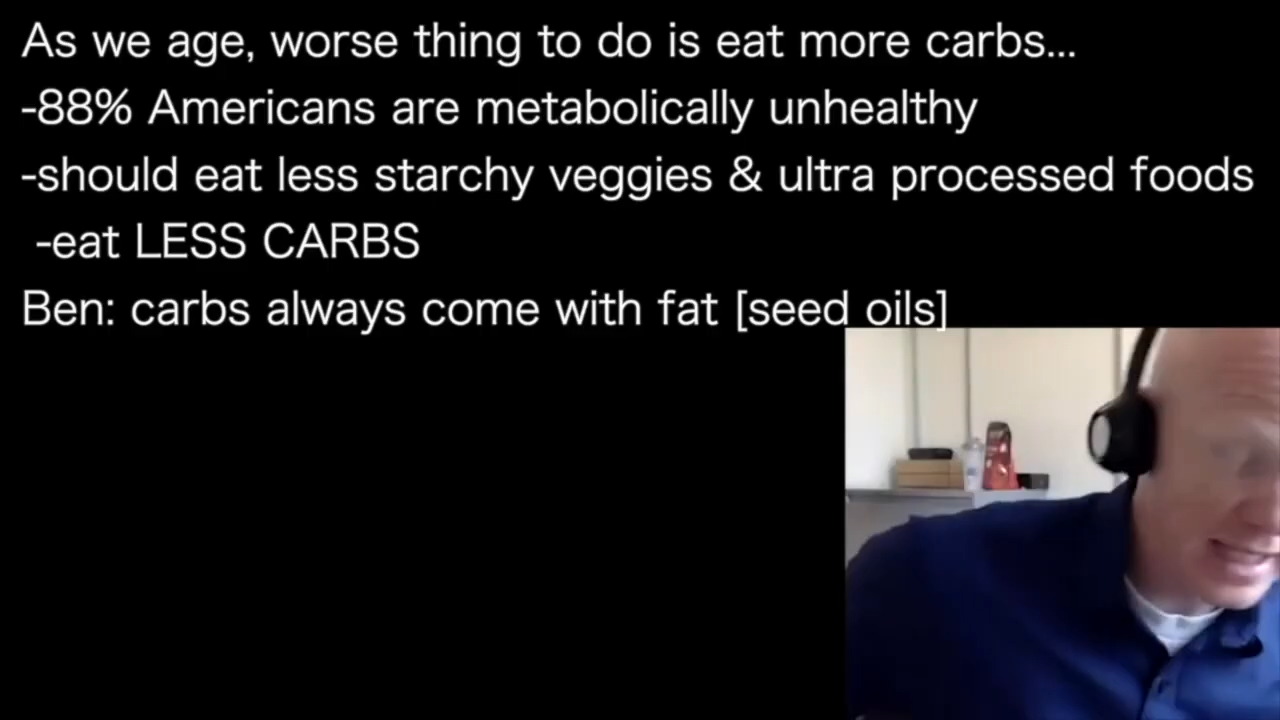 As we age, worse thing to do is eat more carbs...
-88% Americans are metabolically unhealthy
-should eat less starchy veggies & ultra processed foods
-eat LESS CARBS
Ben: carbs always come with fat [seed oils]